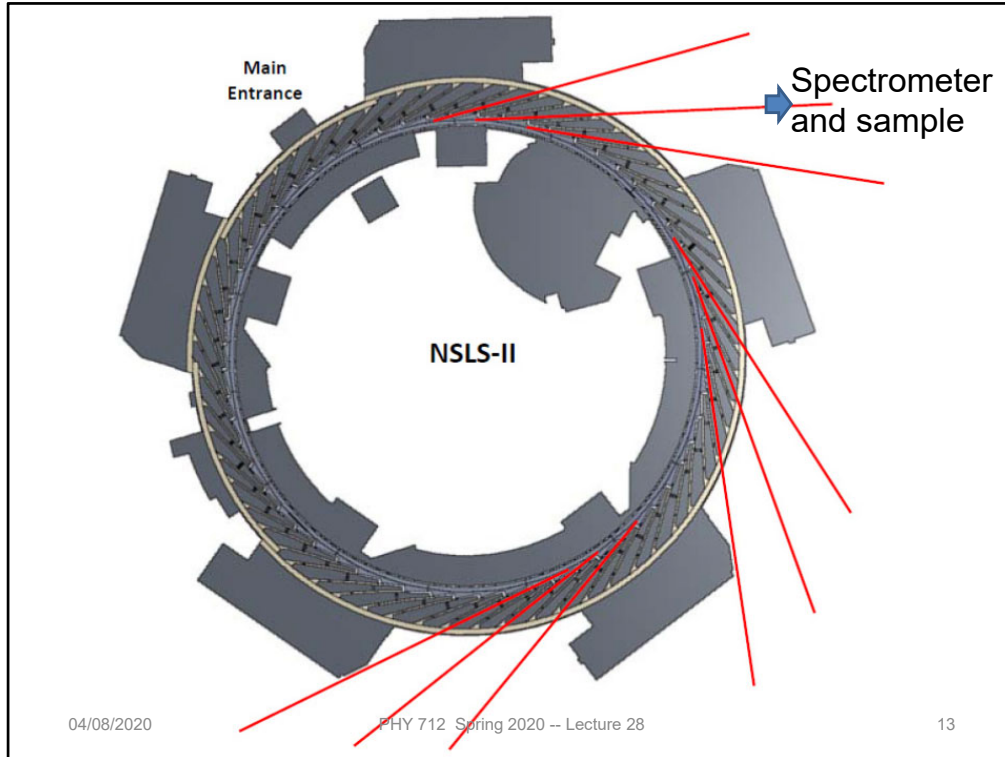 Main
Entrance
Spectrometer
and sample
NSLS-II
04/08/2020
PHY 712 Spring 2020 -- Lecture 28
13